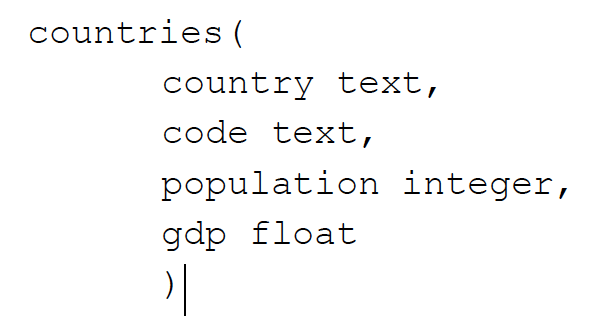 countries(
country text,
code text,
population integer,
gdp float
)